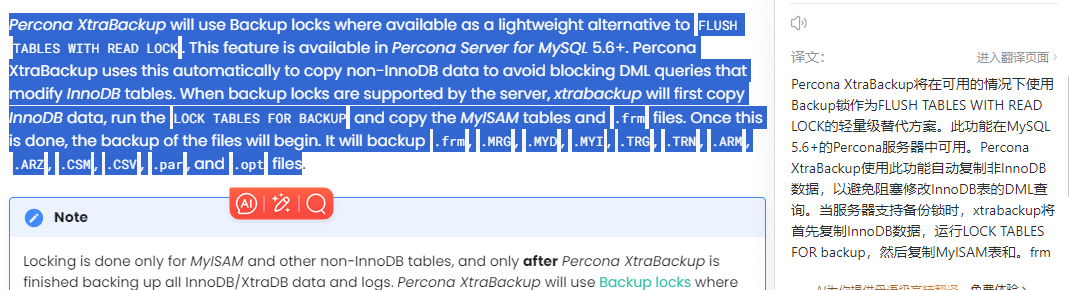 Percona XtraBackup will use Backup locks where available as a lightweight alternative to FLUSH
TABLES WITH READ LOCK. This feature is available in Percona Server for MySQL 5.6+. Percona
XtraBackup uses this automatically to copy non-InnoDB data to avoid blocking DML queries that
modify InnoDB tables. When backup locks are supported by the server, xtrabackup will first copy
InnoDB data, run the LOCK TABLES FOR BACKUP and copy the MyISAM tables and .frm files. Once this
is done, the backup of the files will begin. It will backup .frm, .MRG, .MYD, .MYI, .TRG, .TRN, .ARM,
.ARZ, .CSM, .CSV, .par, and .opt files.
AI
Note
Locking is done only for MyISAM and other non-InnoDB tables, and only after Percona XtraBackup is
finished backing up all InnoDB/XtraDB data and logs. Percona XtraBackup will use Backup locks where
译文:
进入翻译页面 >
Percona XtraBackup将在可用的情况下使用
Backup锁作为FLUSH TABLES WITH READ
LOCK的轻量级替代方案。此功能在MySQL
5.6+的Percona服务器中可用。Percona
XtraBackup使用此功能自动复制非InnoDB
数据，以避免阻塞修改InnoDB表的DML查
询。当服务器支持备份锁时，xtrabackup将
首先复制InnoDB数据，运行LOCK TABLES
FOR backup，然后复制MyISAM表和。frm
AI为你提供母语级高精翻译 免费体验 >